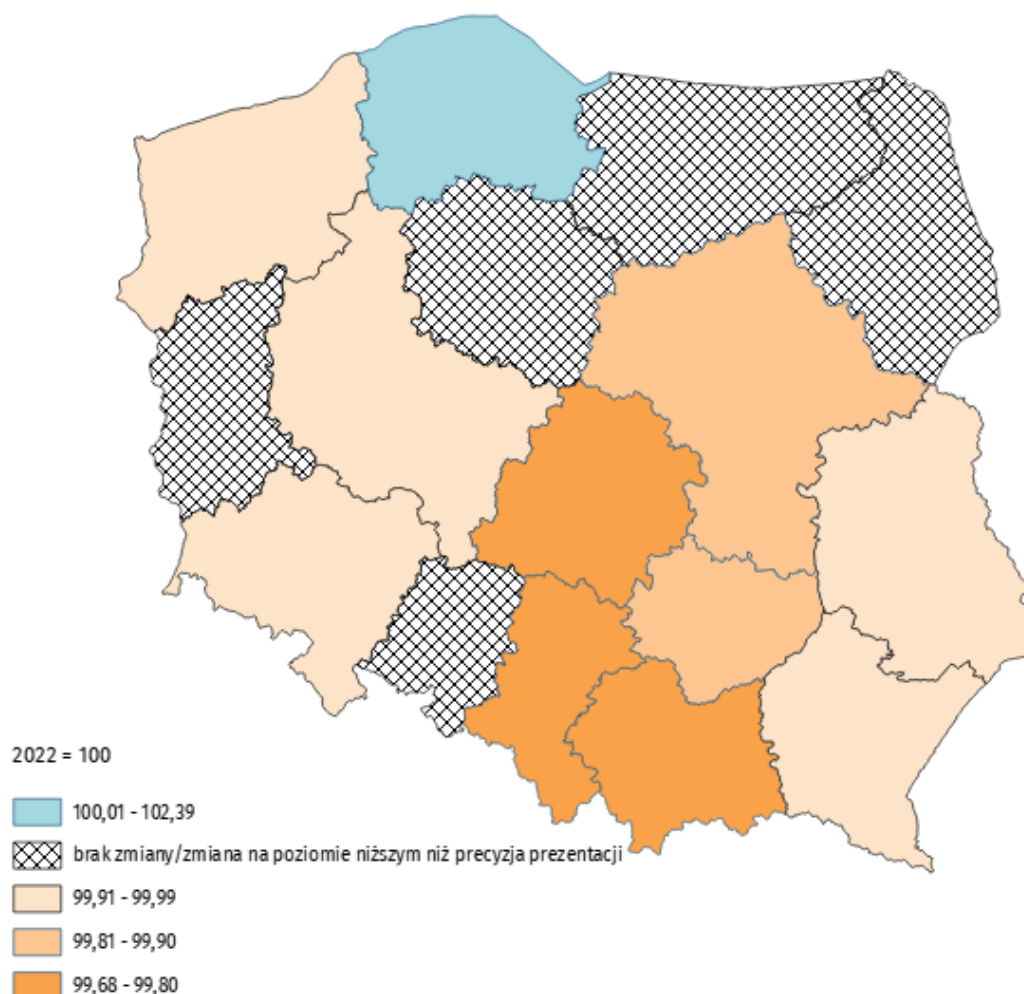 2022 = 100
100,01 - 102,39
brak zmiany/zmiana na poziomie niższym niż precyzja prezentacji
99,91 - 99,99
99,81 - 99,90
99,68 - 99,80